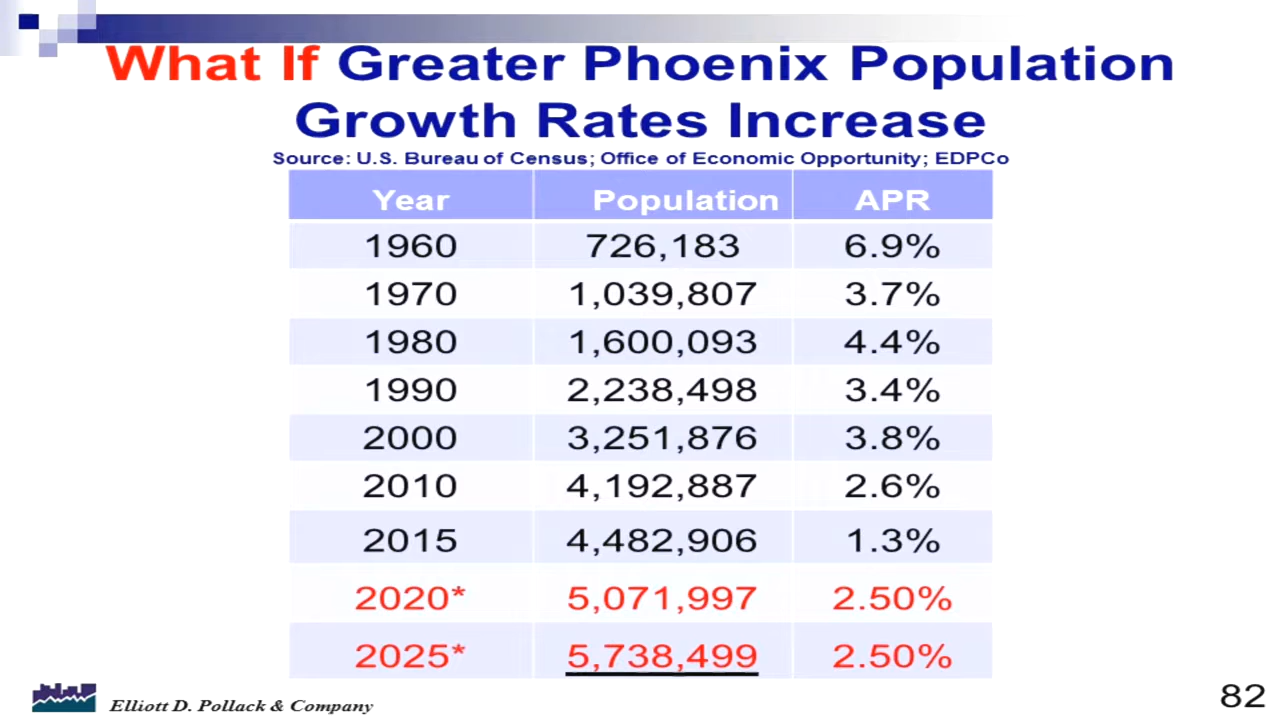 What If Greater Phoenix Population
Growth Rates Increase
Source: U.S. Bureau of Census; Office of Economic Opportunity; EDPCo
Year Population APR
1960 726,183 6.9%
1970 1,039,807 3.7%
1980 1,600,093 4.4%
1990 2,238,498 3.4%
2000 3,251,876 3.8%
2010 4,192,887 2.6%
2015 4,482,906 1.3%
2020* 5,071,997 2.50%
2025* 5,738,499 2.50%
Elliott D. Pollack & Company
82